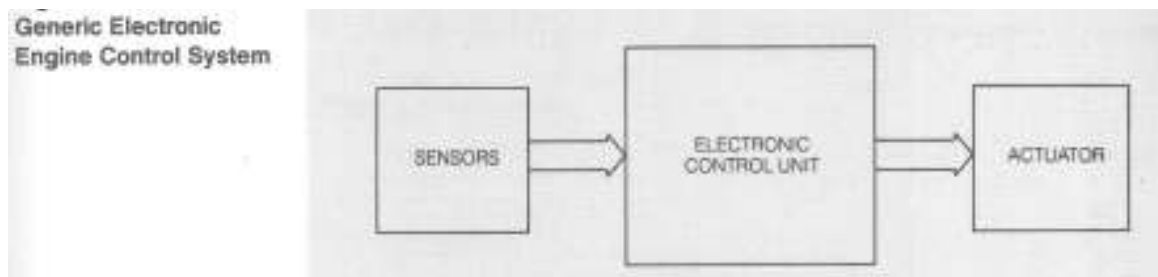 Generic Electronic
Engine Control System
SENSORS
ELECTRONIC
CONTROL UNIT
ACTUATOR